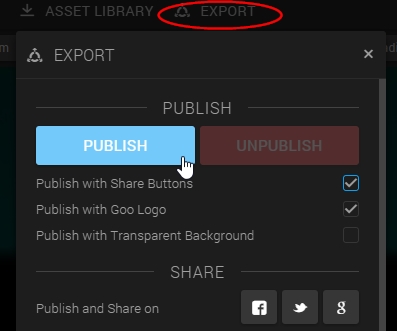 ASSET LIBRARY EXPORT
EXPORT ×
PUBLISH
PUBLISH UNPUBLISH
Publish with Share Buttons
Publish with Goo Logo
Publish with Transparent Background
SHARE
Publish and Share on